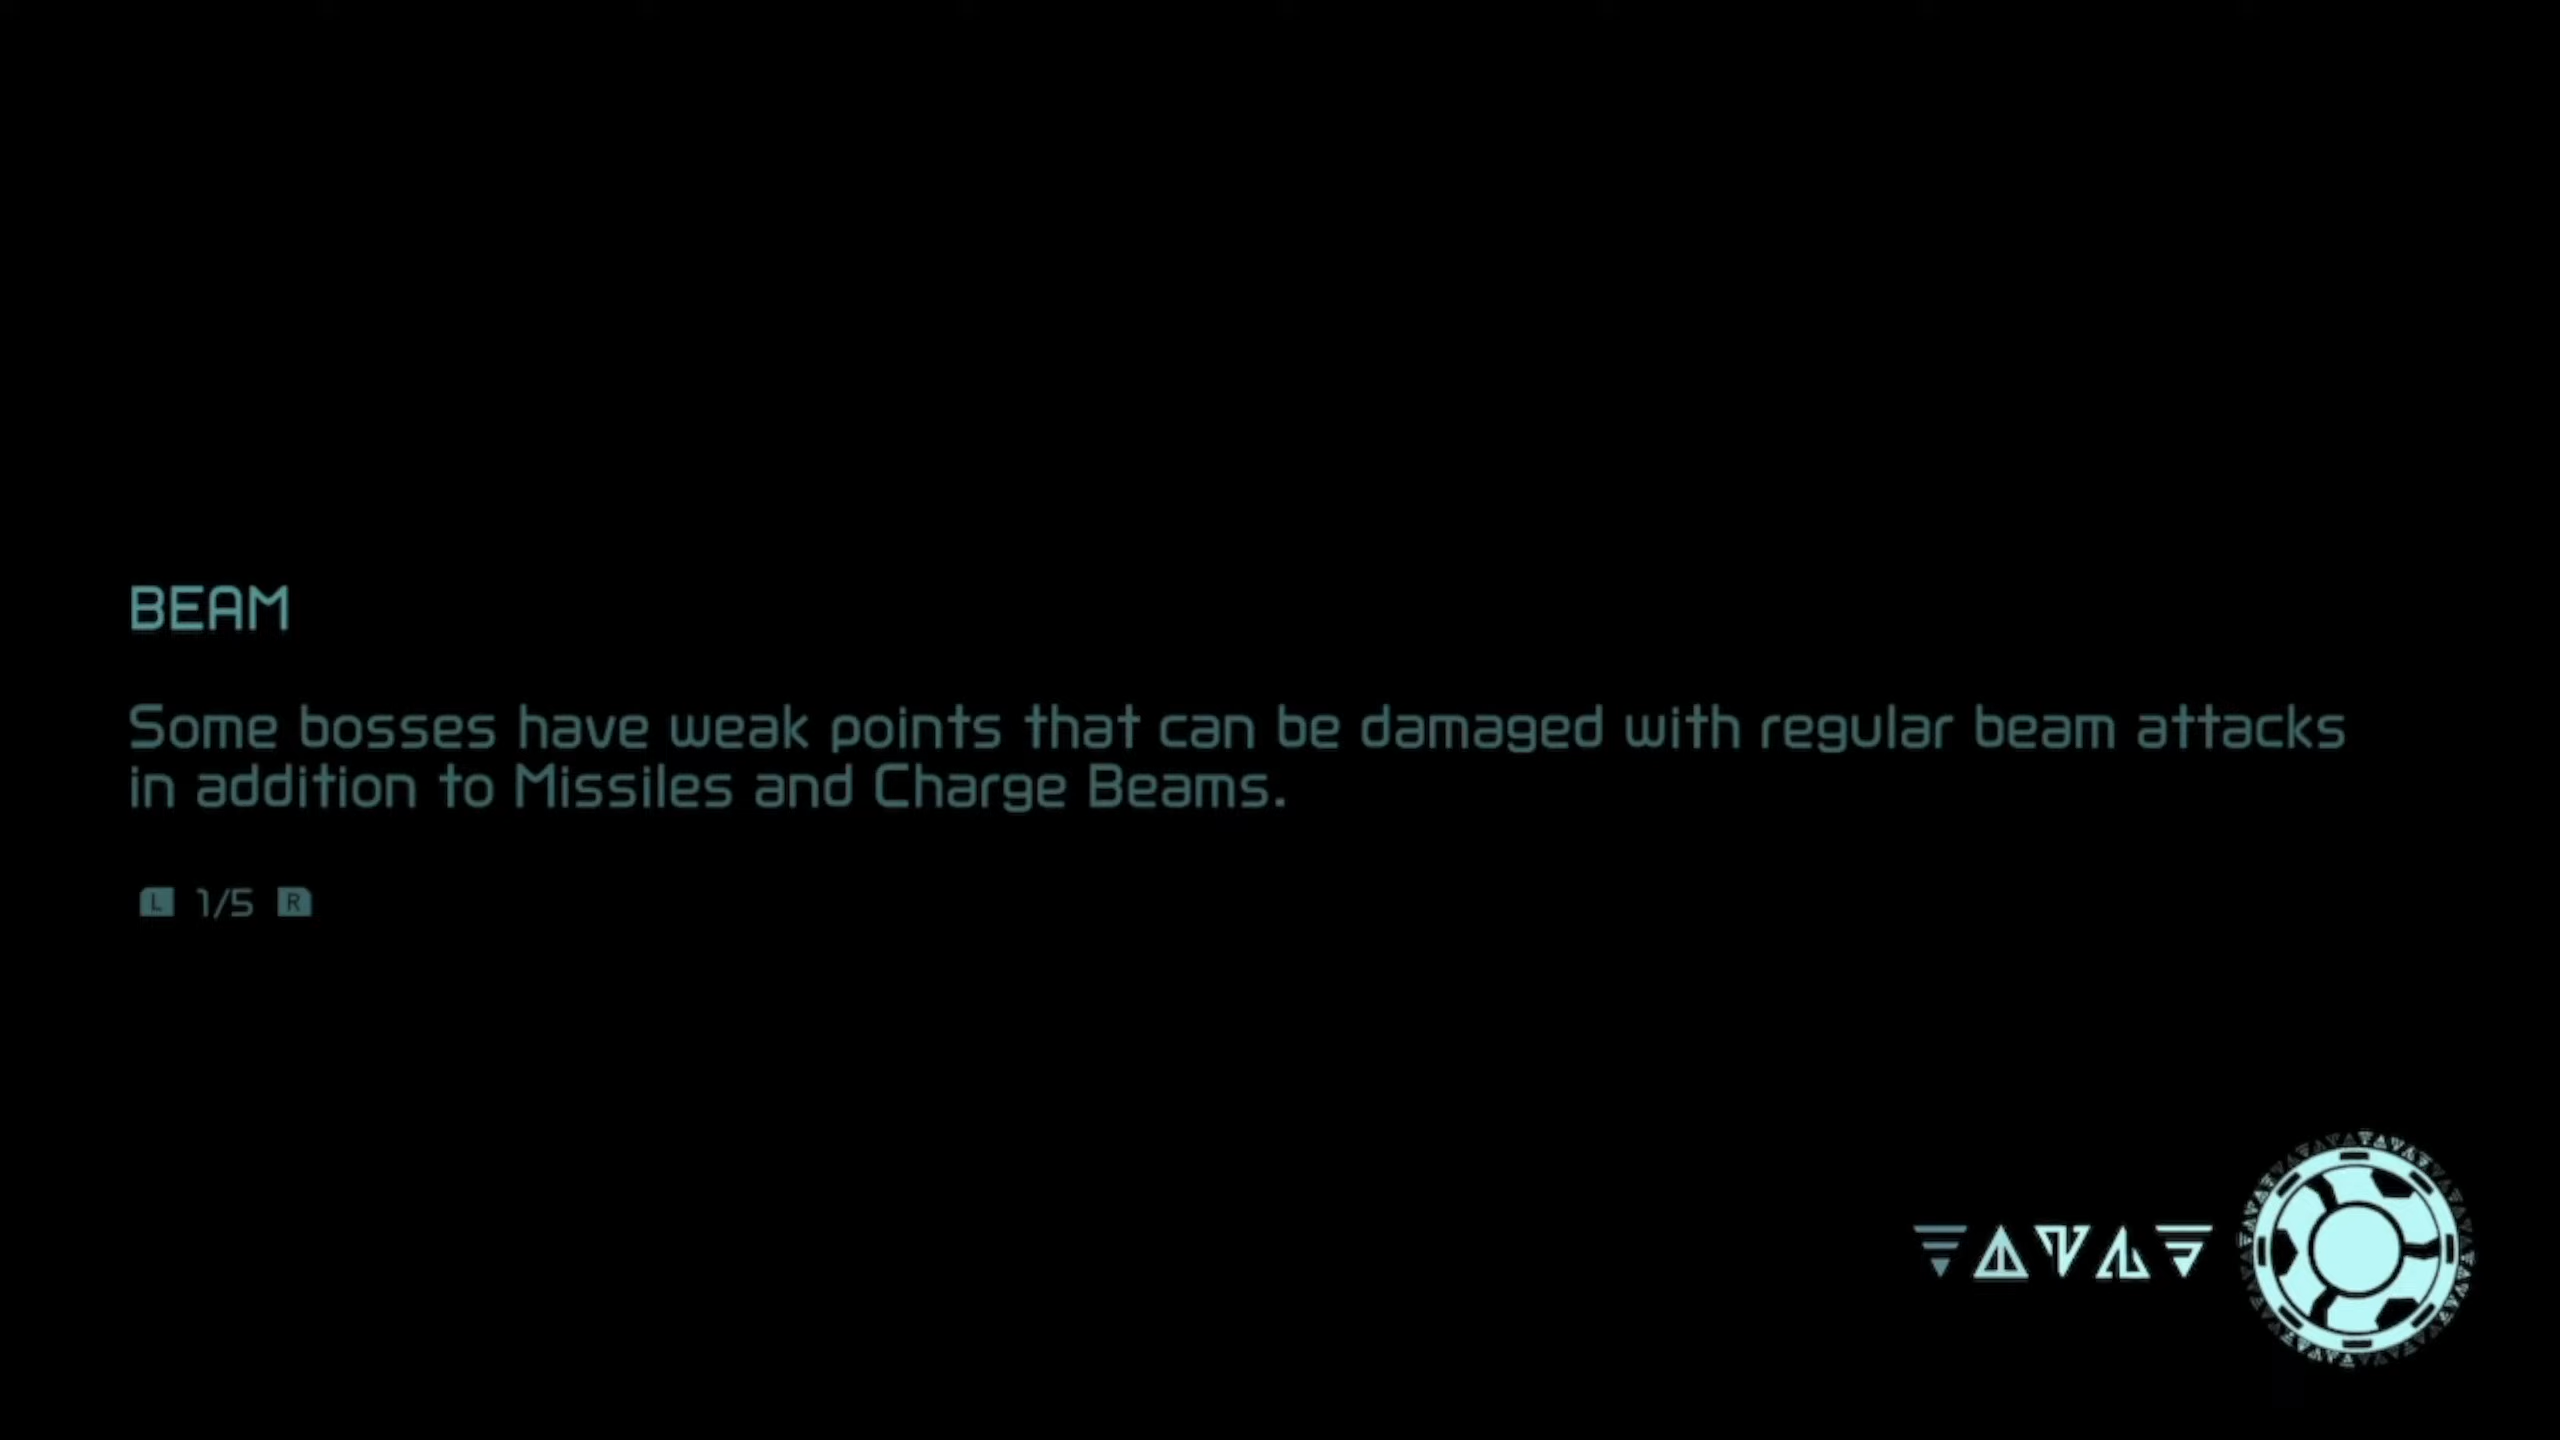 BEAM
Some bosses have weak points that can be damaged with regular beam attacks
in addition to Missiles and Charge Beams.
L 1/5 R